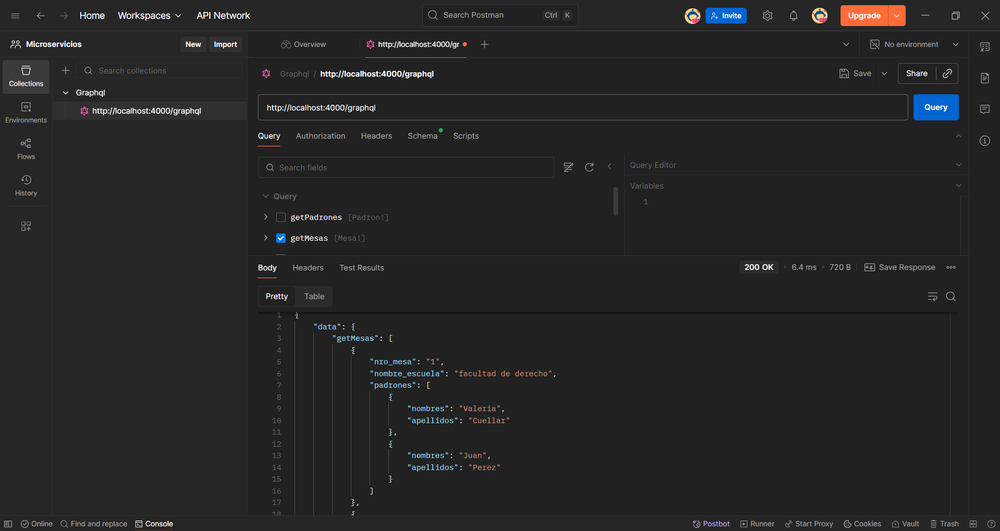 Home Workspaces API Network Search Postman Ctrl K Invite Upgrade
Microservicios New Import Overview http://localhost:4000/gr No environment
Search collections
Collections
Environments
Flows
History
Graphql
http://localhost:4000/graphql
Graphql / http://localhost:4000/graphql Save Share
http://localhost:4000/graphql Query
Query Authorization Headers Schema Scripts
Search fields
Query
getPadrones [Padron!]
getMesas [Mesa!]
Query Editor
Variables
1
Body Headers Test Results 200 OK • 6.4 ms • 720 B e.g. Save Response
Pretty Table
1 {
2 "data": {
3 "getMesas": [
4 {
5 "nro_mesa": "1",
6 "nombre_escuela": "facultad de derecho",
7 "padrones": [
8 {
9 "nombres": "Valeria",
10 "apellidos": "Cuellar"
11 },
12 {
13 "nombres": "Juan",
14 "apellidos": "Perez"
15 }
16 ]
17 },
18 {
Online Find and replace Console Postbot Runner Start Proxy Cookies Vault Trash